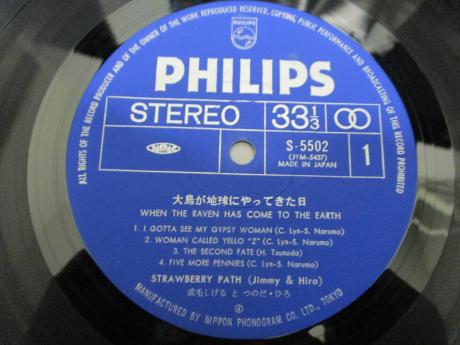 ALL RIGHTS OF THE RECORD PRODUCER AND OF THE OWNER OF THE WORK REPRODUCED RESERVED. COPYING, PUBLIC PERFORMANCE AND BROADCASTING OF THIS RECORD PROHIBITED
PHILIPS
PHILIPS
STEREO 33 1/3
S-5502
(JYM-5437)
MADE IN JAPAN
1
大鳥が地球にやってきた日
WHEN THE RAVEN HAS COME TO THE EARTH
1. I GOTTA SEE MY GYPSY WOMAN (C. Lyn-S. Narumo)
2. WOMAN CALLED YELLO "Z" (C. Lyn-S. Narumo)
3. THE SECOND FATE (H. Tsunoda)
4. FIVE MORE PENNIES (C. Lyn-S. Narumo)
STRAWBERRY PATH (Jimmy & Hiro)
成毛しげる と つのだ・ひろ
MANUFACTURED BY NIPPON PHONOGRAM CO. LTD., TOKYO